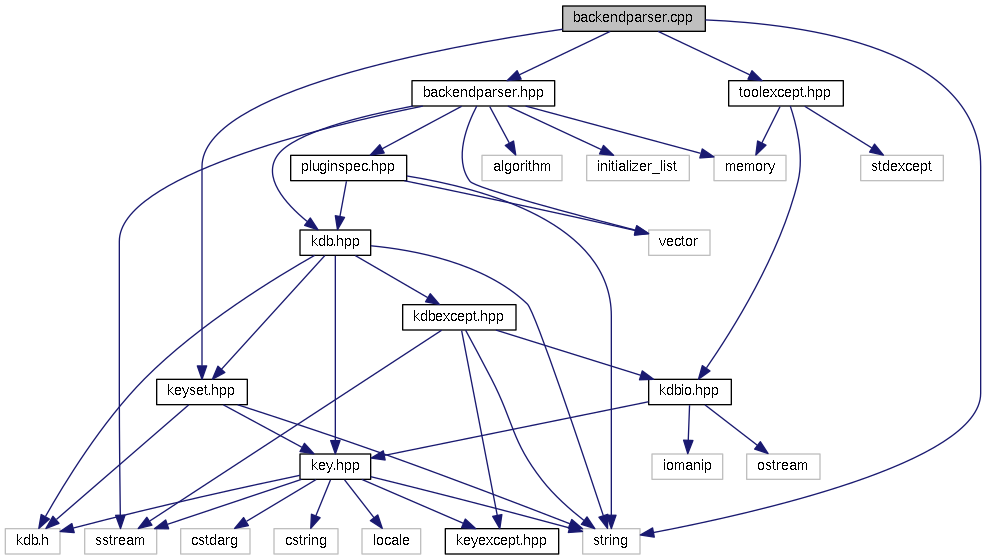 backendparser.cpp
backendparser.hpp
toolexcept.hpp
pluginspec.hpp
algorithm
initializer_list
memory
stdexcept
kdb.hpp
vector
kdbexcept.hpp
keyset.hpp
kdbio.hpp
key.hpp
iomanip
ostream
kdb.h
sstream
cstdarg
cstring
locale
keyexcept.hpp
string